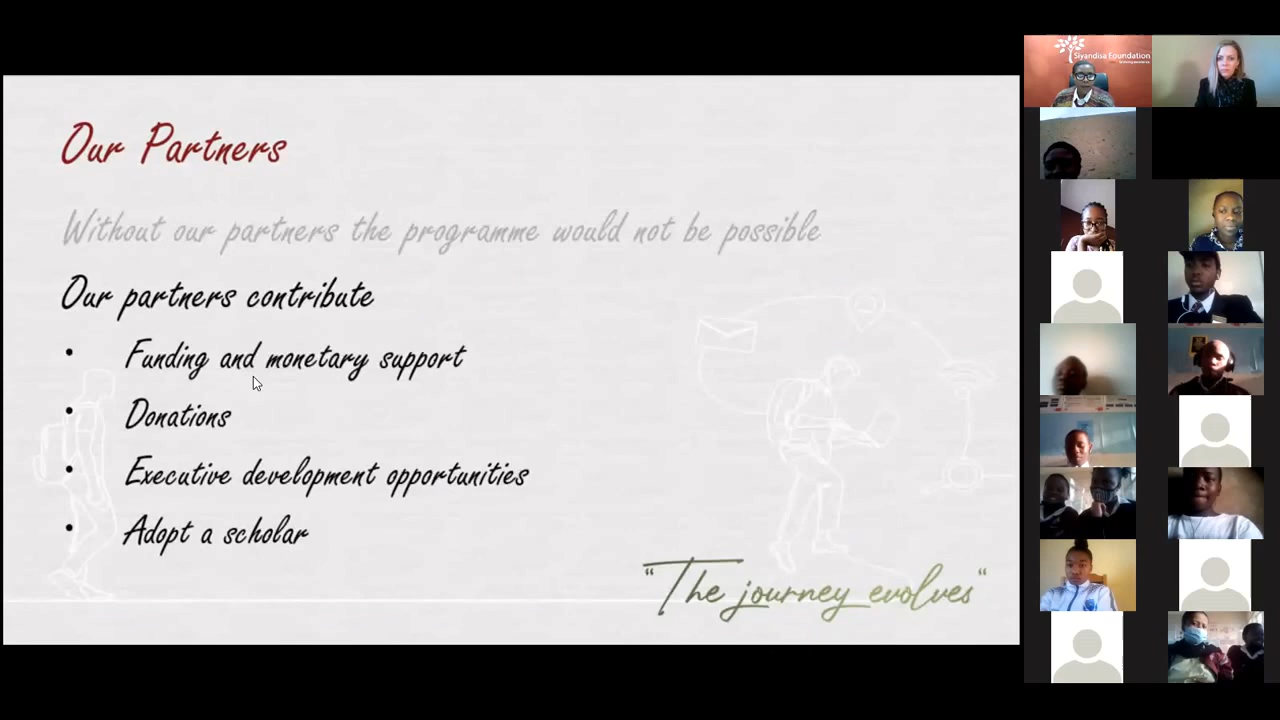 Our Partners
Without our partners the programme would not be possible
Our partners contribute
• Funding and monetary support
• Donations
• Executive development opportunities
• Adopt a scholar
"The journey evolves"
Siyandisa Foundation